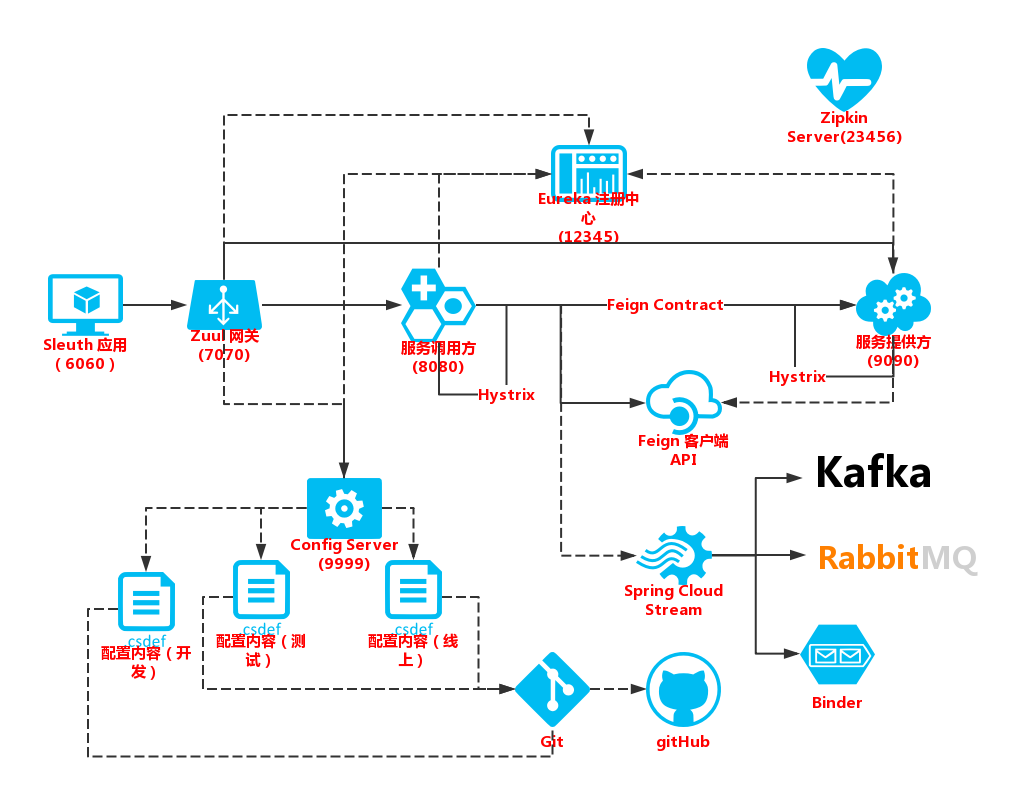 Zipkin
Server(23456)
Eureka 注册中
心
(12345)
Sleuth 应用
（6060）
Zuul 网关
(7070)
服务调用方
(8080)
Feign Contract
服务提供方
(9090)
Hystrix
Hystrix
Feign 客户端
API
Kafka
Config Server
(9999)
RabbitMQ
Spring Cloud
Stream
csdef
配置内容（开
发）
csdef
配置内容（测
试）
csdef
配置内容（线
上）
Binder
Git
gitHub